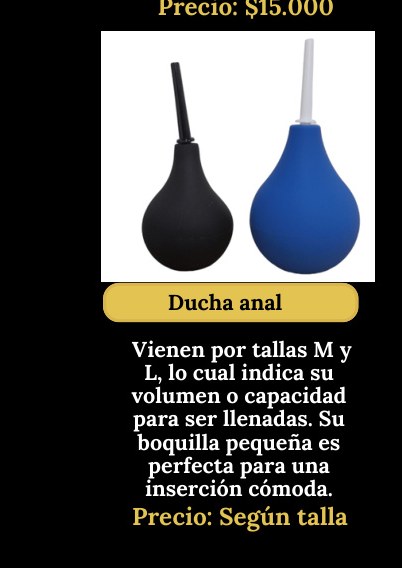 Precio: $15.000
Ducha anal
Vienen por tallas M y
L, lo cual indica su
volumen o capacidad
para ser llenadas. Su
boquilla pequeña es
perfecta para una
inserción cómoda.
Precio: Según talla